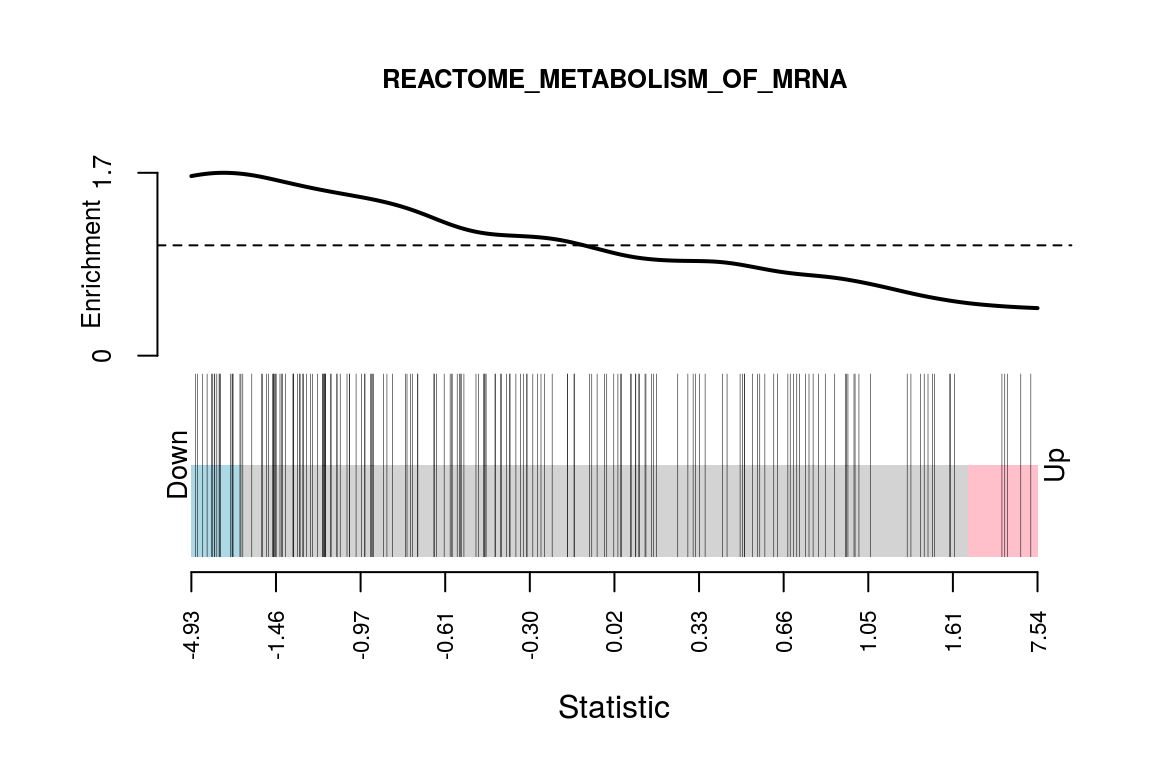 REACTOME_METABOLISM_OF_MRNA
1.7
Enrichment
0
Down
Up
-4.93
-1.46
-0.97
-0.61
-0.30
0.02
0.33
0.66
1.05
1.61
7.54
Statistic